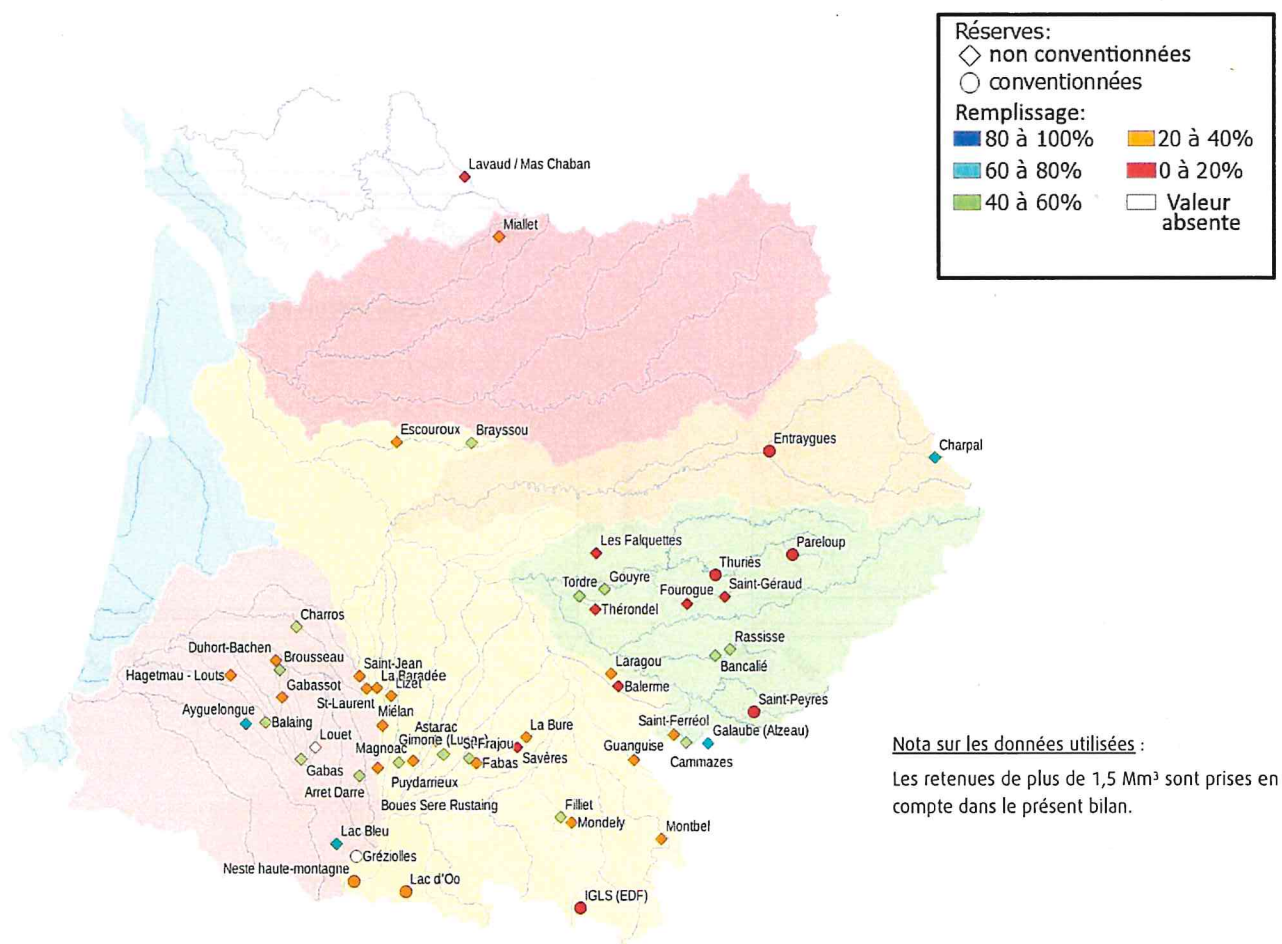 Réserves:
non conventionnées
conventionnées
Remplissage:
80 à 100%
20 à 40%
60 à 80%
0 à 20%
40 à 60%
Valeur
absente
Lavaud / Mas Chaban
Miallet
Escouroux
Brayssou
Entraygues
Charpal
Les Falquettes
Pareloup
Thuriès
Tordre
Gouyre
Fourogue
Saint-Géraud
Thérondel
Charros
Rassisse
Bancalié
Duhort-Bachen
Brousseau
Saint-Jean
Laragou
Hagetmau - Louts
La Baradée
Lizet
Balerme
Gabassot
St-Laurent
Saint-Peyres
Ayguelongue
Balaing
Miélan
Astarac
La Bure
Saint-Ferréol
Galaube (Alzeau)
Louet
Magnoac
Gimone (Lunax)
St-Frajou
Guanguise
Gabas
Fabas
Savères
Cammazes
Arret Darre
Puydarrieux
Boues Sere Rustaing
Filliet
Mondely
Montbel
Lac Bleu
Gréziolles
Neste haute-montagne
Lac d'Oo
IGLS (EDF)
Nota sur les données utilisées :
Les retenues de plus de 1,5 Mm³ sont prises en
compte dans le présent bilan.